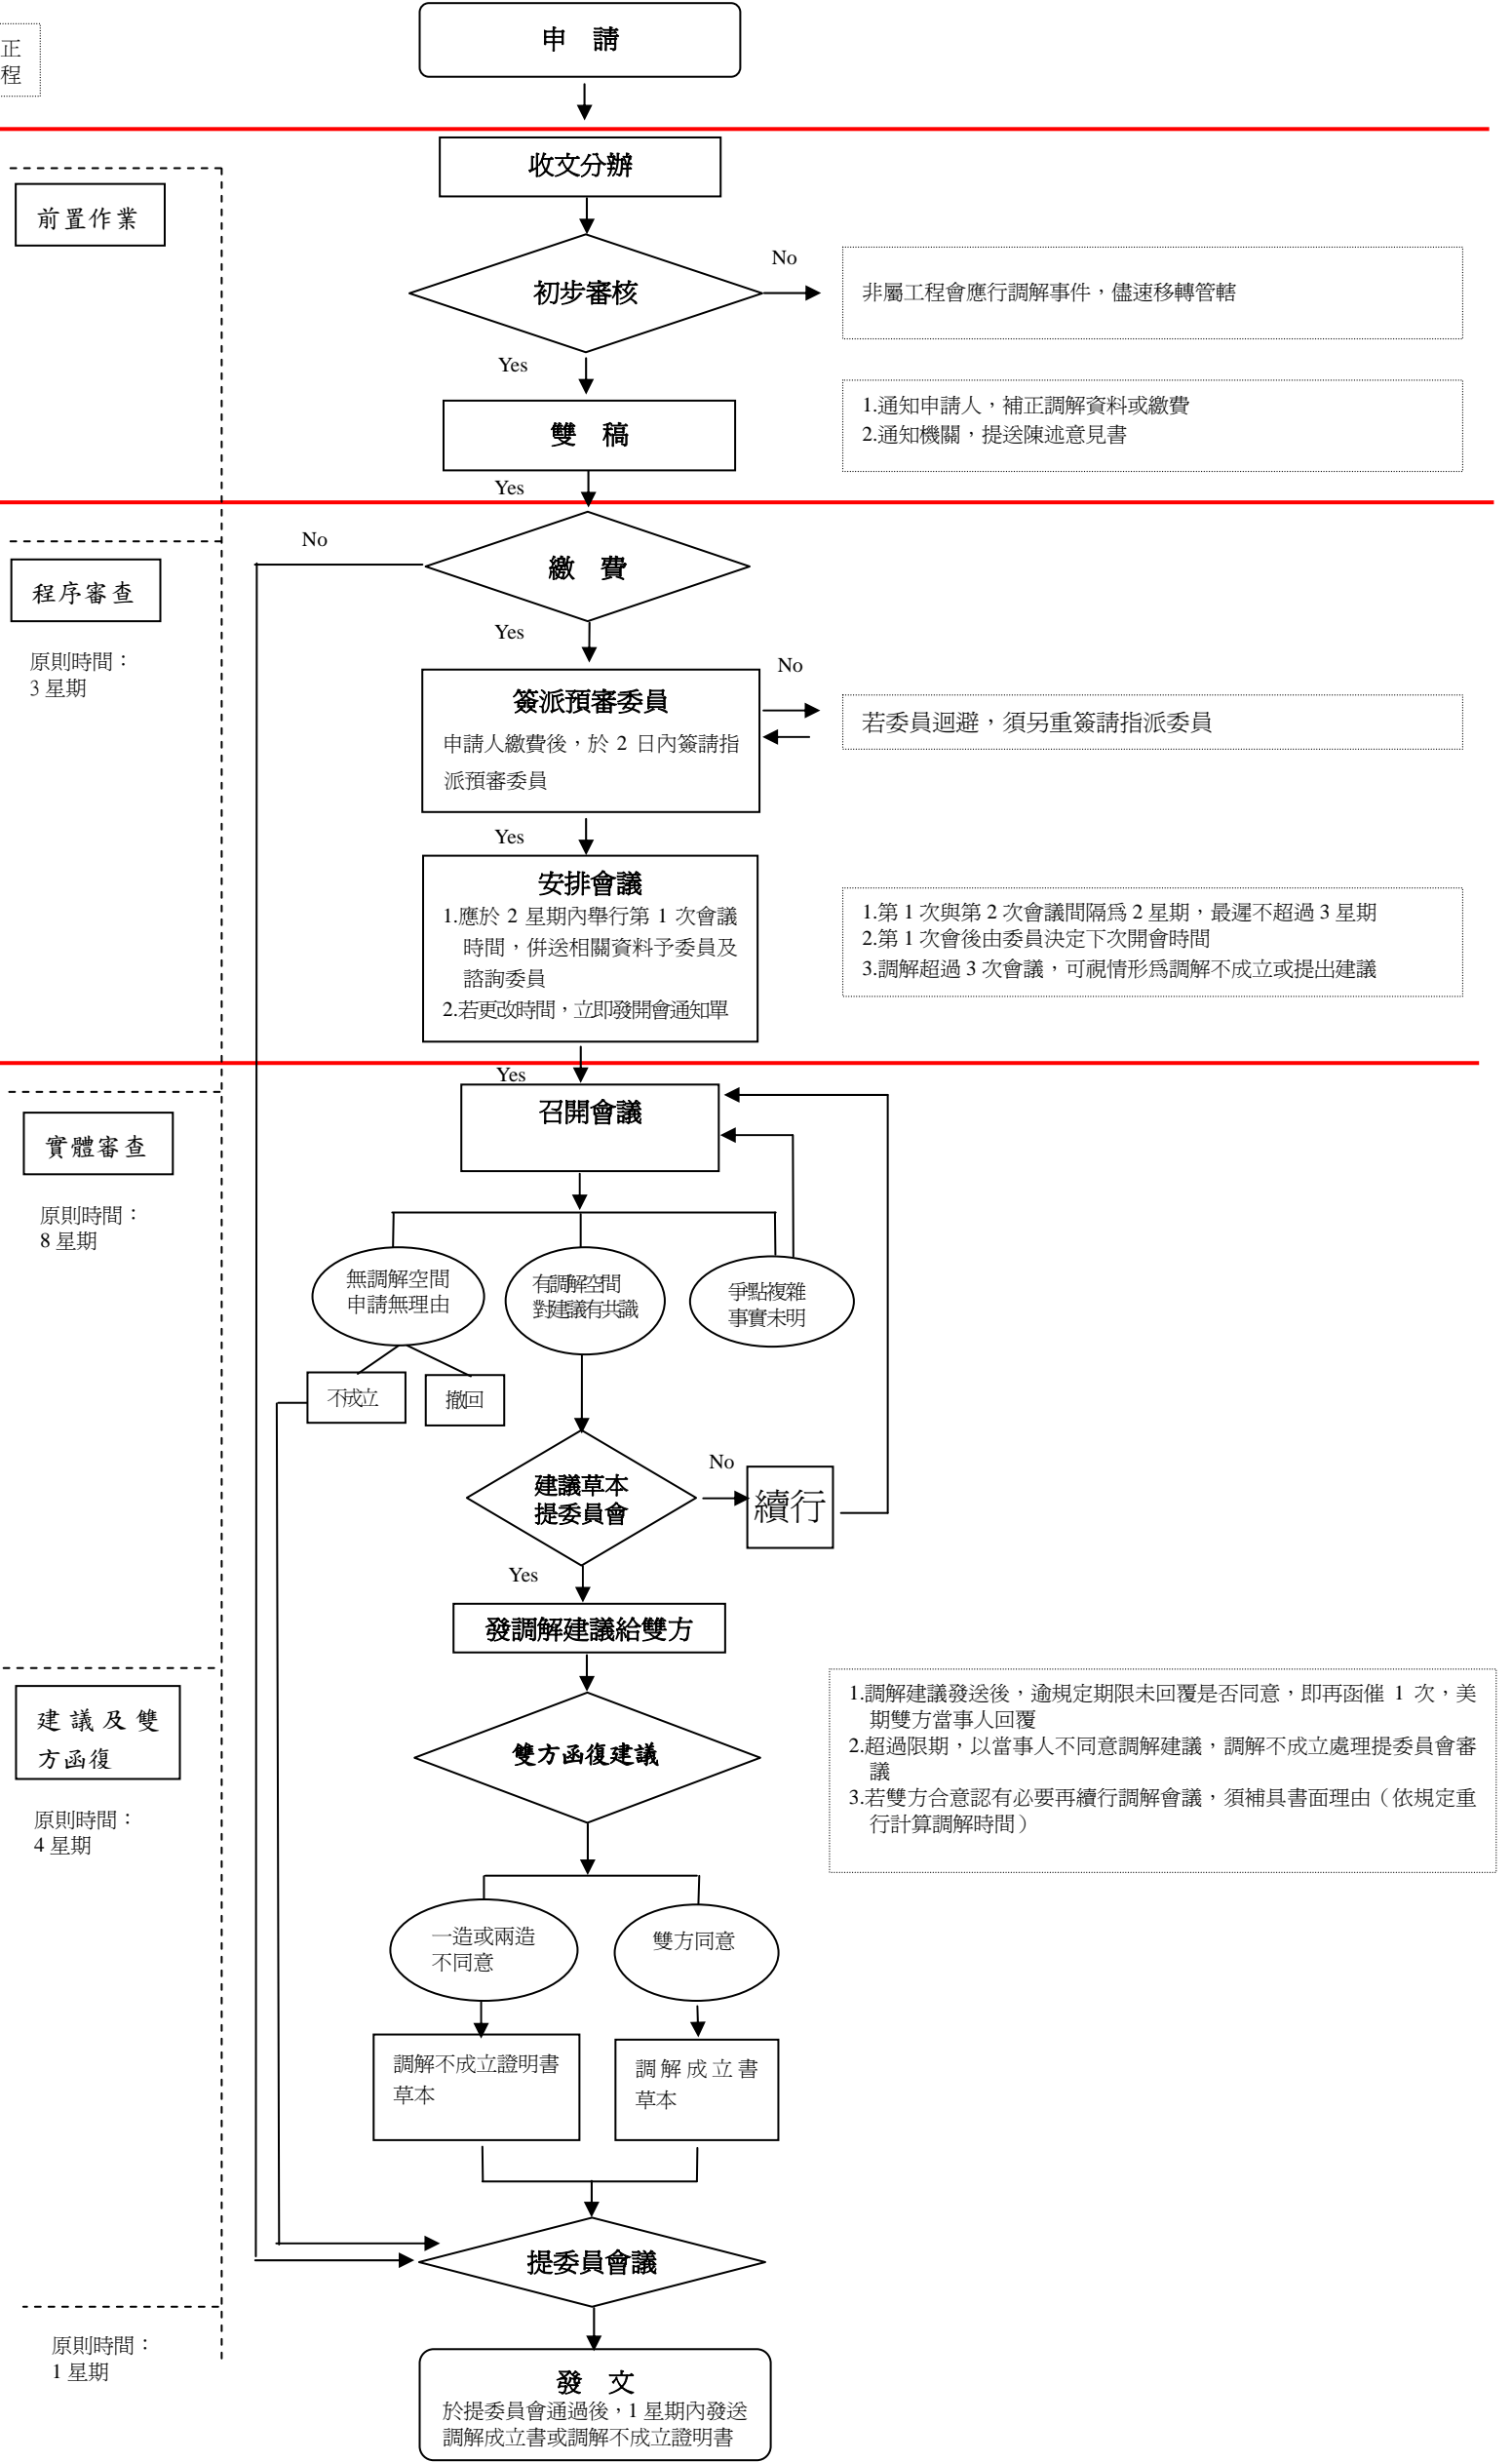 正
程
申 請
收文分辦
前置作業
初步審核
No
非屬工程會應行調解事件，儘速移轉管轄
Yes
1.通知申請人，補正調解資料或繳費
2.通知機關，提送陳述意見書
雙 稿
Yes
No
繳 費
程序審查
原則時間：
3 星期
Yes
No
簽派預審委員
申請人繳費後，於 2 日內簽請指
派預審委員
若委員迴避，須另重簽請指派委員
Yes
安排會議
1.應於 2 星期內舉行第 1 次會議
時間，併送相關資料予委員及
諮詢委員
2.若更改時間，立即發開會通知單
1.第 1 次與第 2 次會議間隔為 2 星期，最遲不超過 3 星期
2.第 1 次會後由委員決定下次開會時間
3.調解超過 3 次會議，可視情形為調解不成立或提出建議
Yes
召開會議
實體審查
原則時間：
8 星期
無調解空間
申請無理由
有調解空間
對建議有共識
爭點複雜
事實未明
不成立
撤回
建議草本
提委員會
No
續行
Yes
發調解建議給雙方
建議及雙
方函復
原則時間：
4 星期
雙方函復建議
1.調解建議發送後，逾規定期限未回覆是否同意，即再函催 1 次，美
期雙方當事人回覆
2.超過限期，以當事人不同意調解建議，調解不成立處理提委員會審
議
3.若雙方合意認有必要再續行調解會議，須補具書面理由（依規定重
行計算調解時間）
一造或兩造
不同意
雙方同意
調解不成立證明書
草本
調解成立書
草本
提委員會議
原則時間：
1 星期
發 文
於提委員會通過後，1 星期內發送
調解成立書或調解不成立證明書